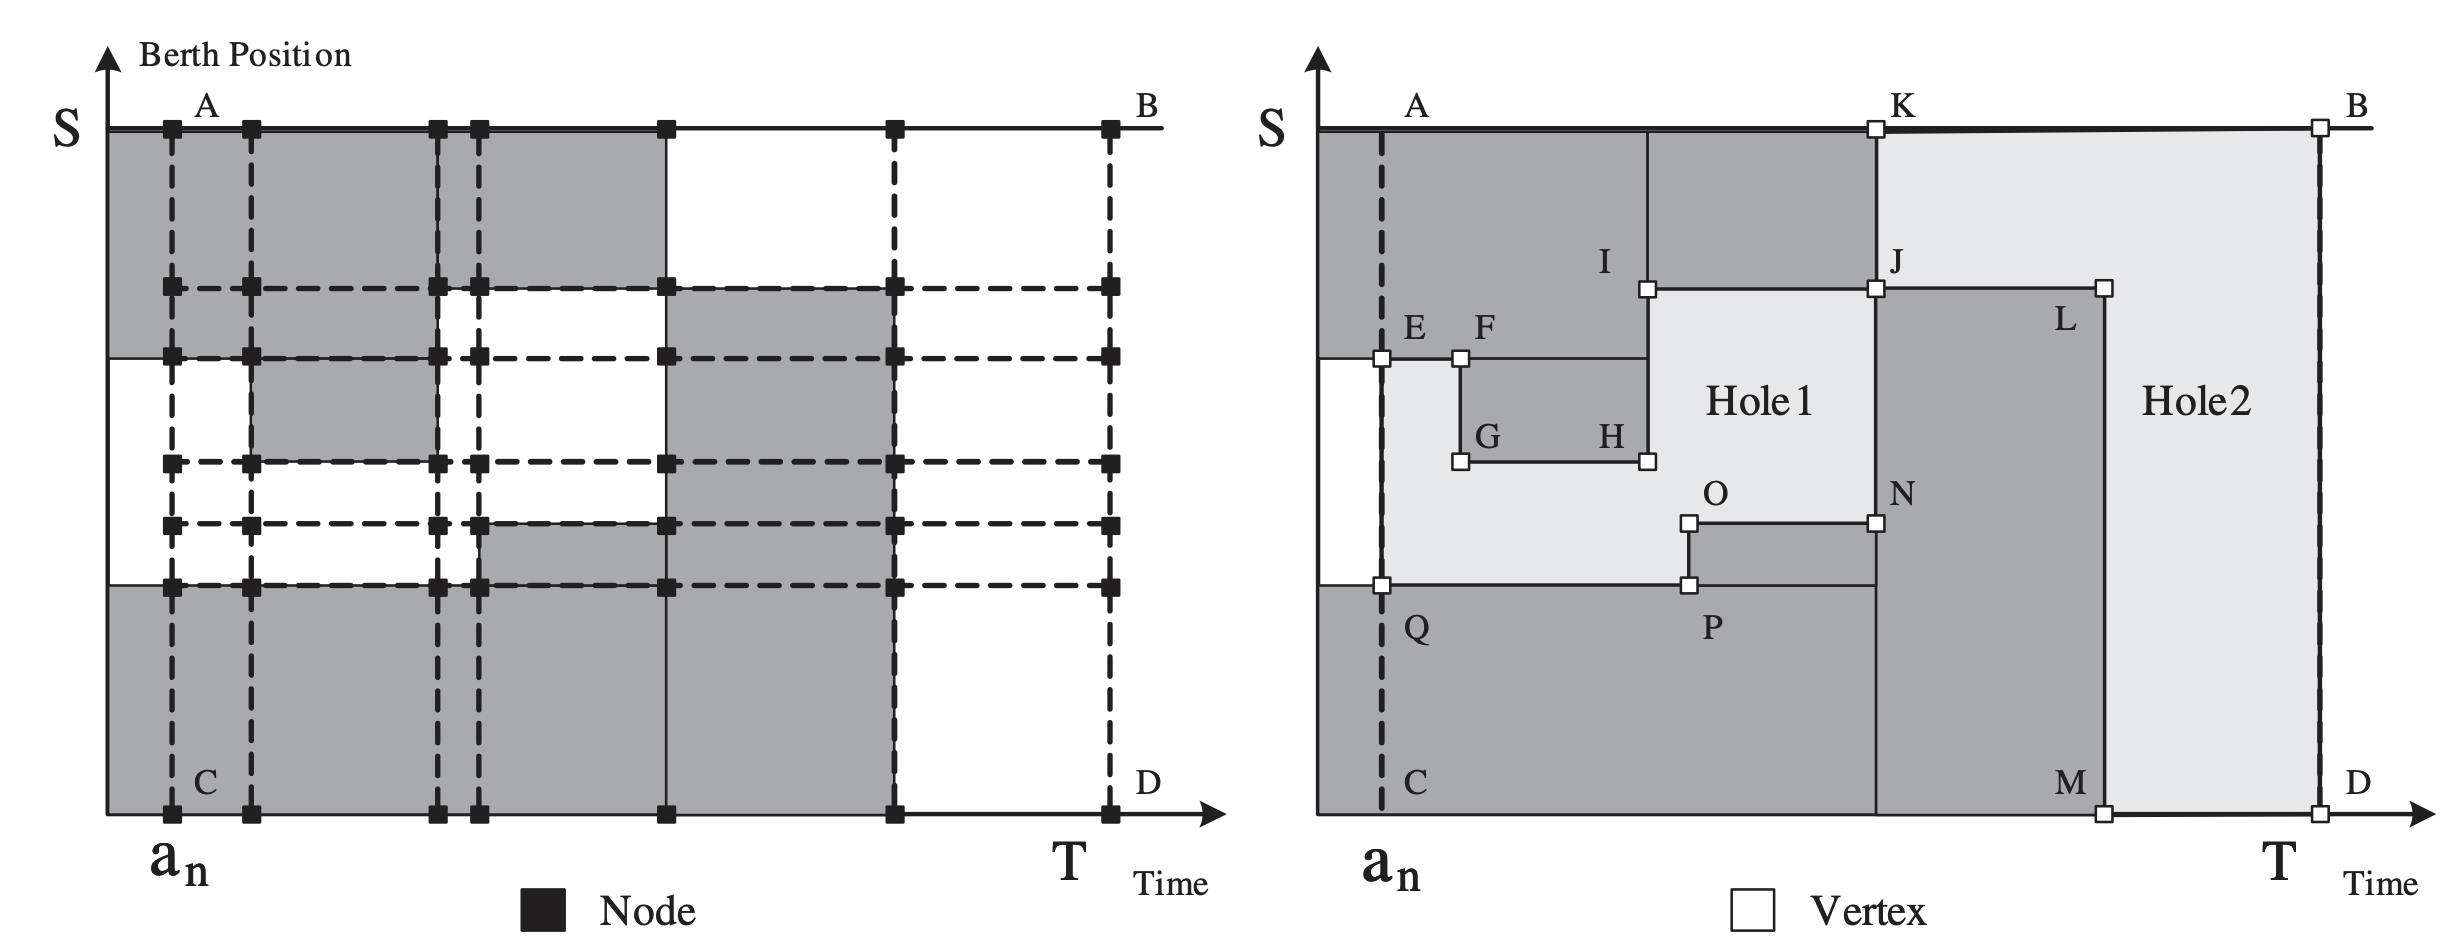 Berth Position
S
A
B
C
D
a n
T
Time
Node
S
A
K
B
I
J
L
E
F
Hole1
Hole2
G
H
O
N
Q
P
C
M
D
a n
T
Time
Vertex